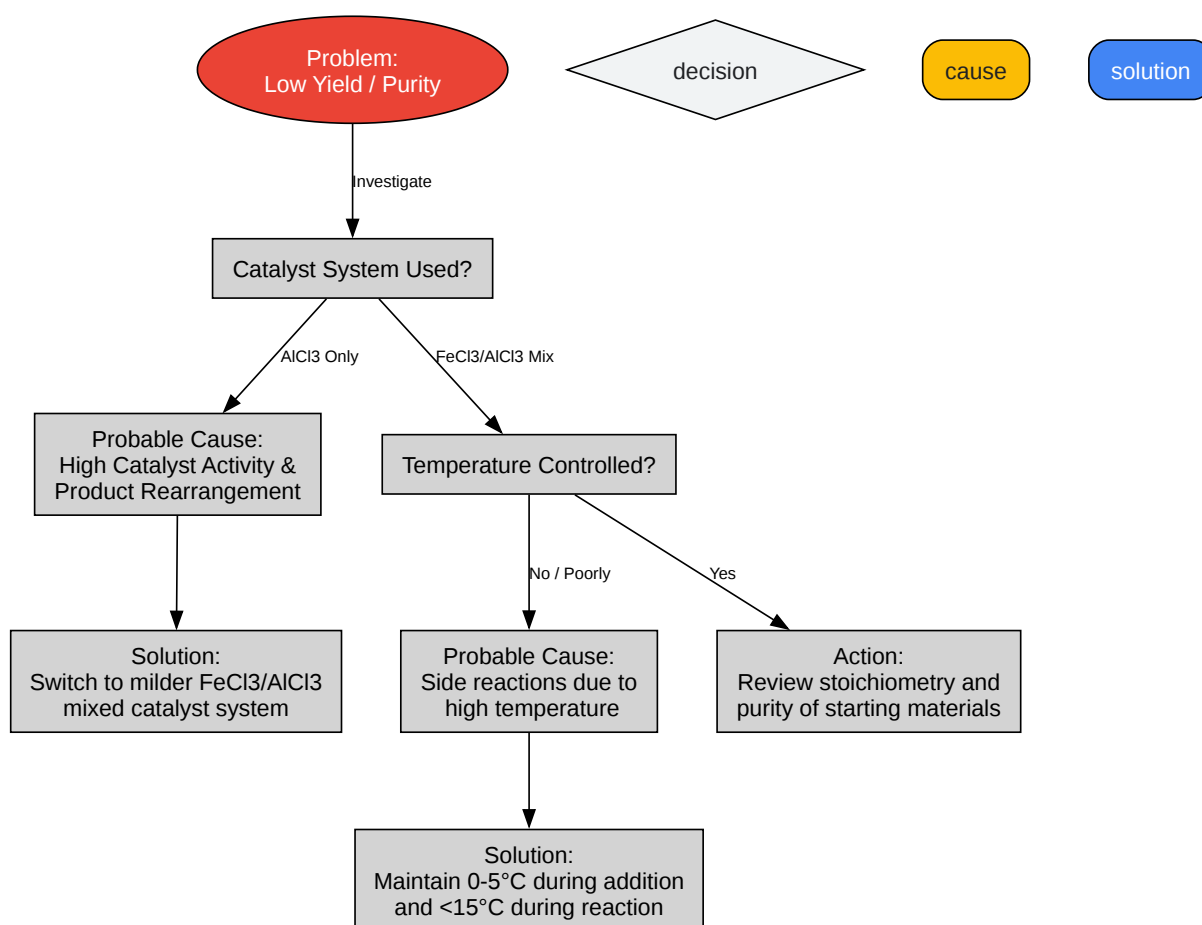 Problem:
Low Yield / Purity
decision
cause
solution
Investigate
Catalyst System Used?
AlCl3 Only
FeCl3/AlCl3 Mix
Probable Cause:
High Catalyst Activity &
Product Rearrangement
Temperature Controlled?
No / Poorly
Yes
Solution:
Switch to milder FeCl3/AlCl3
mixed catalyst system
Probable Cause:
Side reactions due to
high temperature
Action:
Review stoichiometry and
purity of starting materials
Solution:
Maintain 0-5°C during addition
and <15°C during reaction